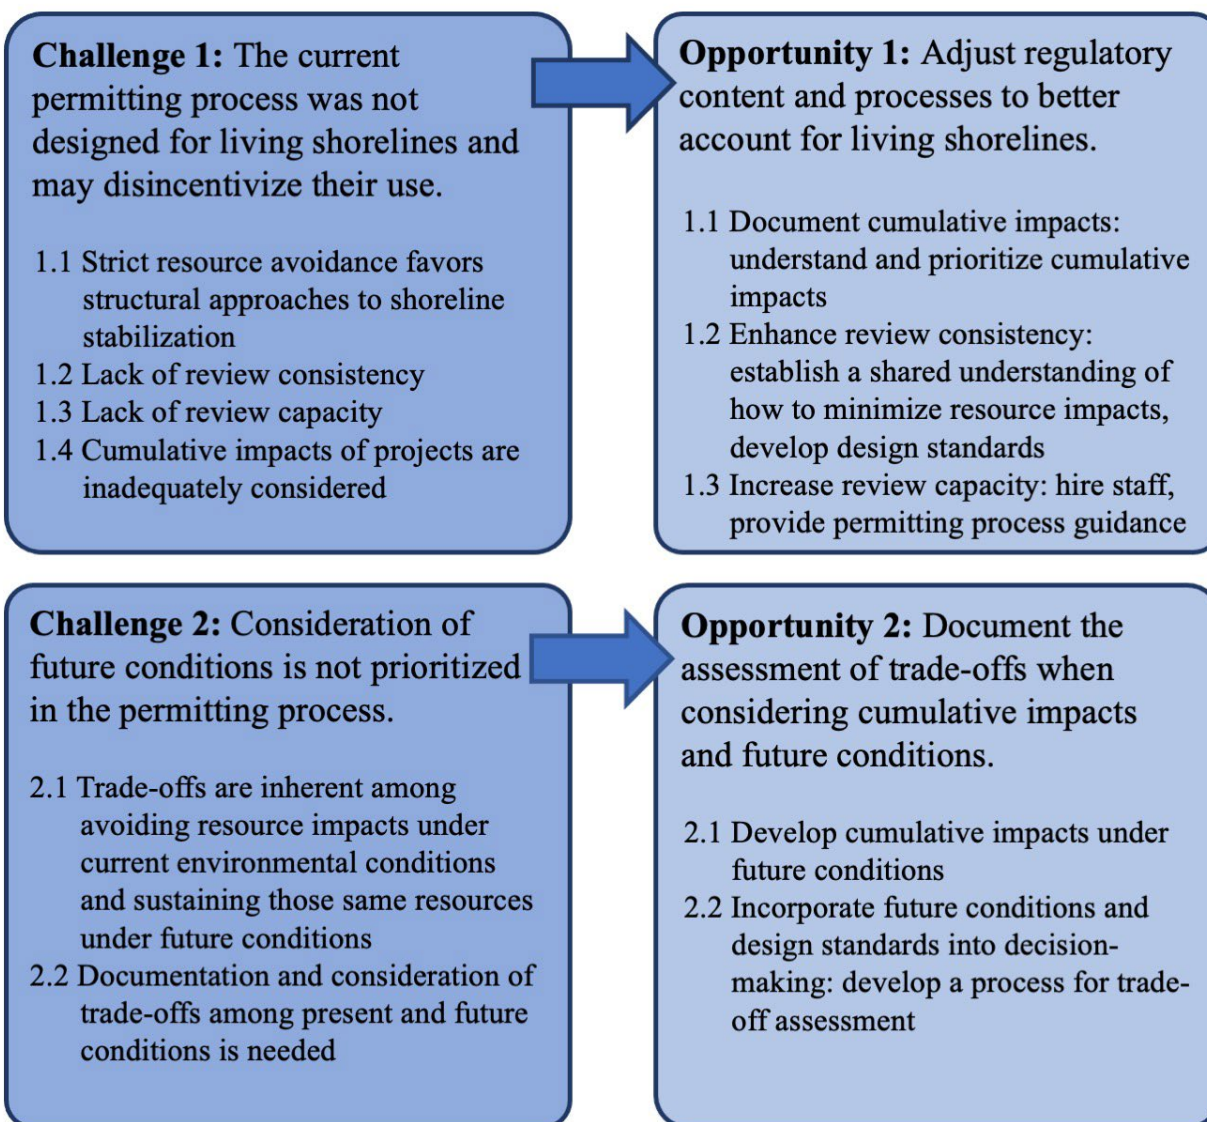 Challenge 1: The current
permitting process was not
designed for living shorelines and
may disincentivize their use.
1.1 Strict resource avoidance favors
structural approaches to shoreline
stabilization
1.2 Lack of review consistency
1.3 Lack of review capacity
1.4 Cumulative impacts of projects are
inadequately considered
Opportunity 1: Adjust regulatory
content and processes to better
account for living shorelines.
1.1 Document cumulative impacts:
understand and prioritize cumulative
impacts
1.2 Enhance review consistency:
establish a shared understanding of
how to minimize resource impacts,
develop design standards
1.3 Increase review capacity: hire staff,
provide permitting process guidance
Challenge 2: Consideration of
future conditions is not prioritized
in the permitting process.
2.1 Trade-offs are inherent among
avoiding resource impacts under
current environmental conditions
and sustaining those same resources
under future conditions
2.2 Documentation and consideration of
trade-offs among present and future
conditions is needed
Opportunity 2: Document the
assessment of trade-offs when
considering cumulative impacts
and future conditions.
2.1 Develop cumulative impacts under
future conditions
2.2 Incorporate future conditions and
design standards into decision-
making: develop a process for trade-
off assessment